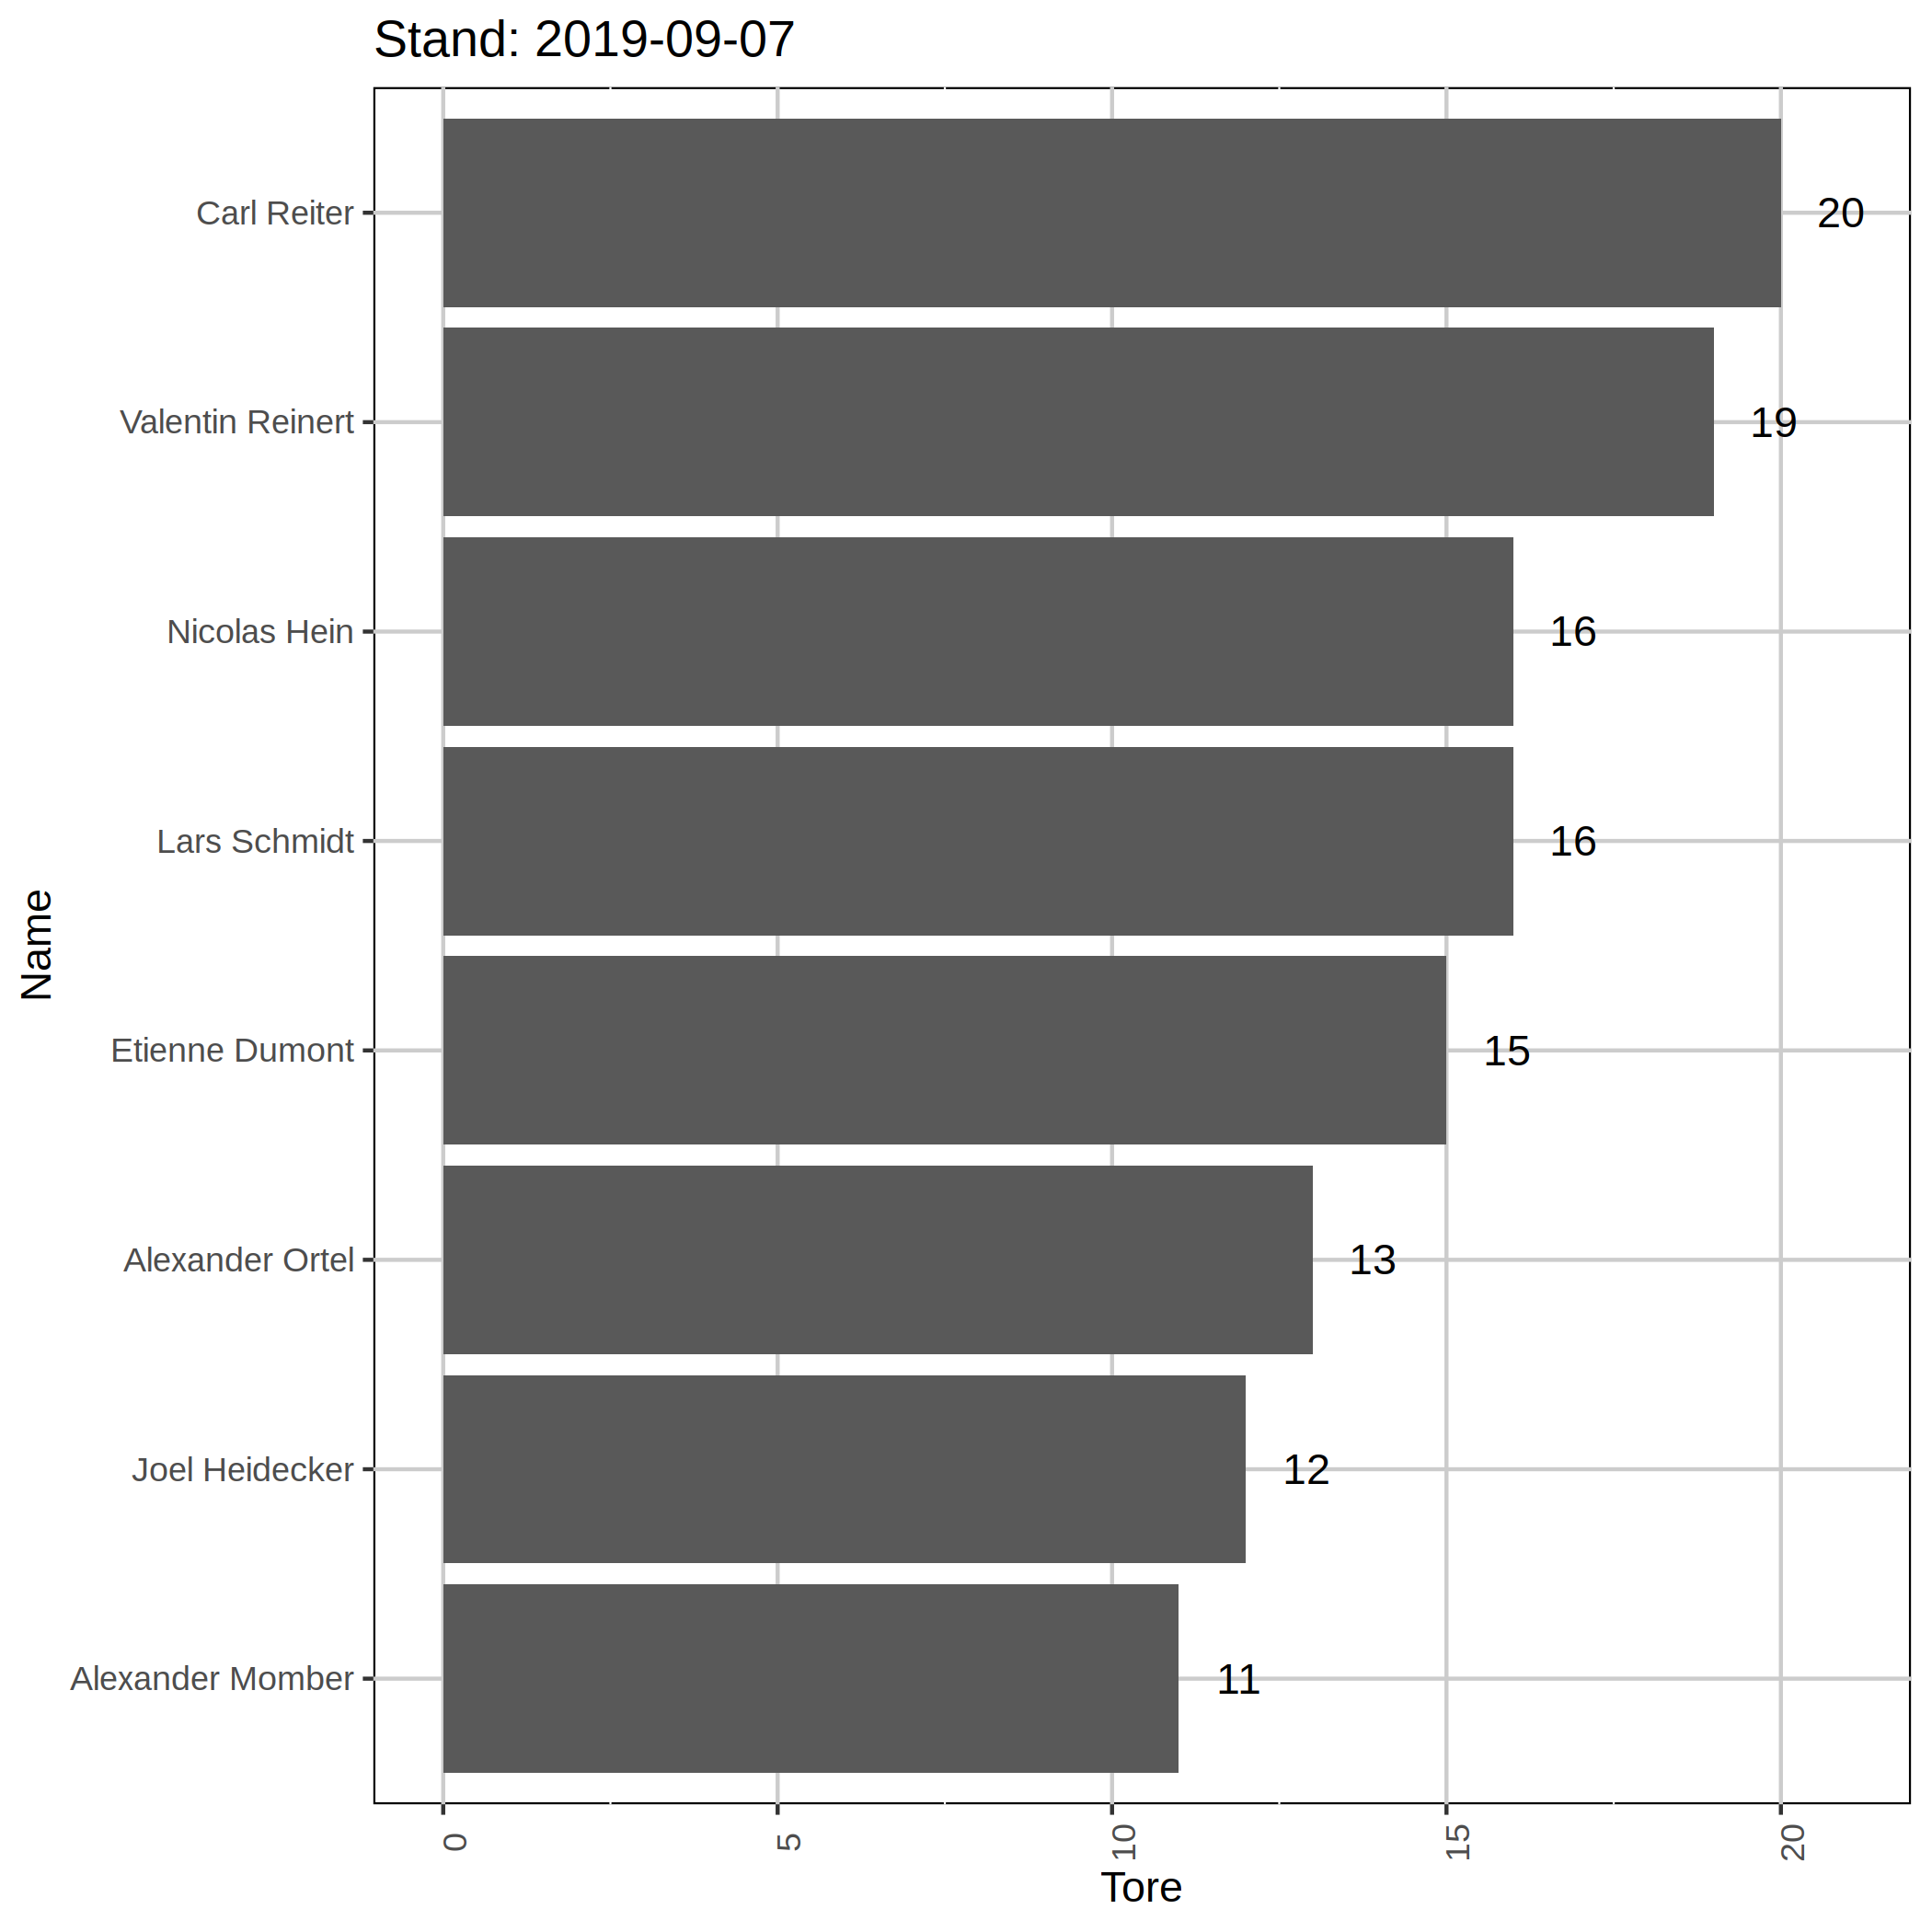 Stand: 2019-09-07
Carl Reiter 20
Valentin Reinert 19
Nicolas Hein 16
Lars Schmidt 16
Etienne Dumont 15
Alexander Ortel 13
Joel Heidecker 12
Alexander Momber 11
Name
0 5 10 15 20
Tore